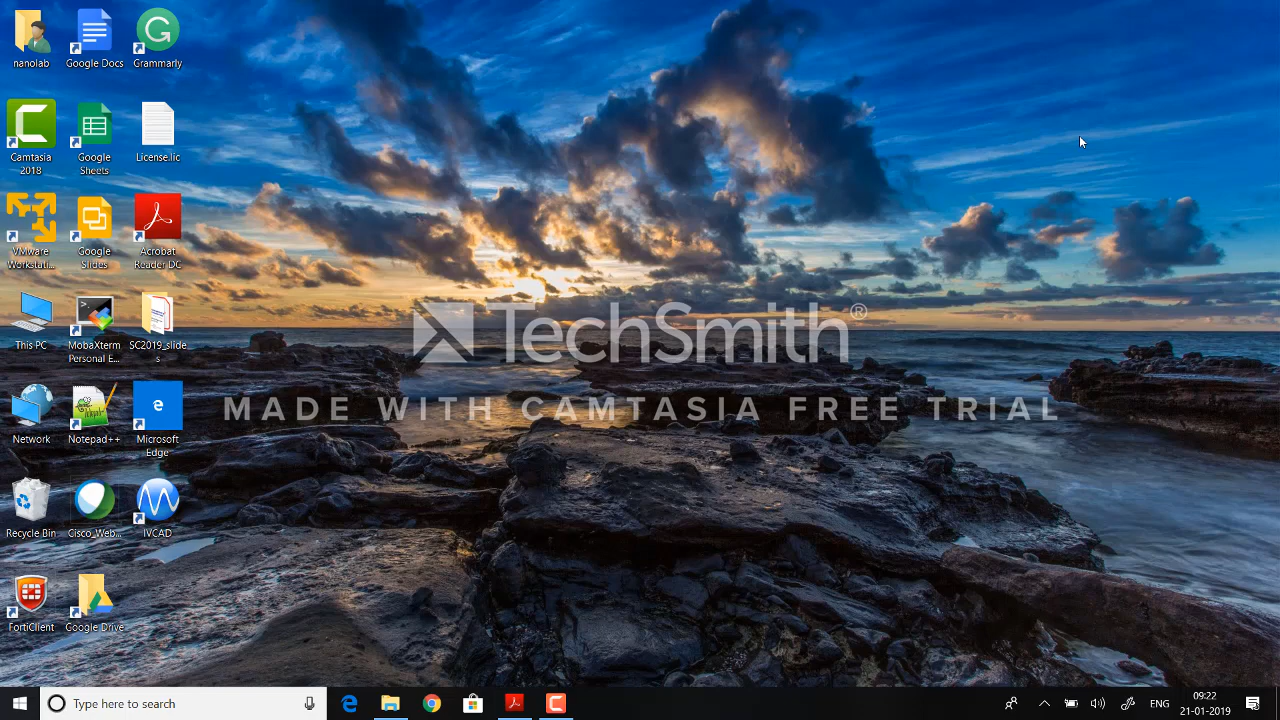 nanolab
Google Docs
Grammarly
Camtasia
2018
Google
Sheets
License.lic
VMware
Workstati...
Google
Slides
Acrobat
Reader DC
This PC
MobaXterm
Personal E...
SC2019_slide
s
Network
Notepad++
Microsoft
Edge
Recycle Bin
Cisco_Web...
IVCAD
FortiClient
Google Drive
TechSmith®
MADE WITH CAMTASIA FREE TRIAL
Type here to search
ENG
09:22
21-01-2019